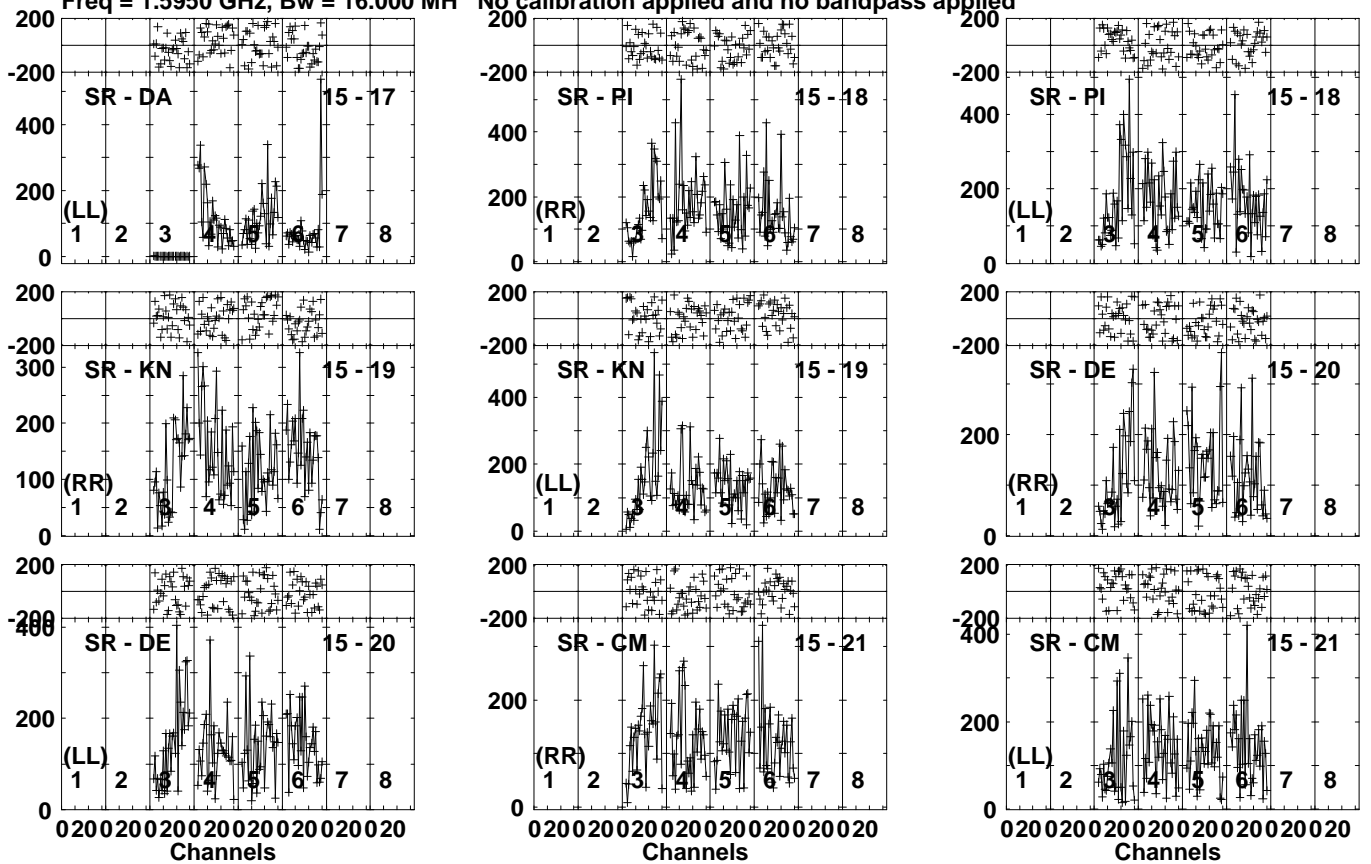 Freq = 1.5950 GHz, Bw = 16.000 MH No calibration applied and no bandpass applied
200
-200
SR - DA 15 - 17
400
200
0
(LL)
1 2 3 4 5 6 7 8
200
-200
SR - PI 15 - 18
400
200
0
(RR)
1 2 3 4 5 6 7 8
200
-200
SR - PI 15 - 18
400
200
0
(LL)
1 2 3 4 5 6 7 8
200
-200
300
SR - KN 15 - 19
200
100
0
(RR)
1 2 3 4 5 6 7 8
200
-200
SR - KN 15 - 19
400
200
0
(LL)
1 2 3 4 5 6 7 8
200
-200
SR - DE 15 - 20
200
0
(RR)
1 2 3 4 5 6 7 8
200
-200
400
SR - DE 15 - 20
200
0
(LL)
1 2 3 4 5 6 7 8
0 20 0 20 0 20 0 20 0 20 0 20 0 20 0 20
Channels
200
-200
SR - CM 15 - 21
200
0
(RR)
1 2 3 4 5 6 7 8
0 20 0 20 0 20 0 20 0 20 0 20 0 20 0 20
Channels
200
-200
400
SR - CM 15 - 21
200
0
(LL)
1 2 3 4 5 6 7 8
0 20 0 20 0 20 0 20 0 20 0 20 0 20 0 20
Channels